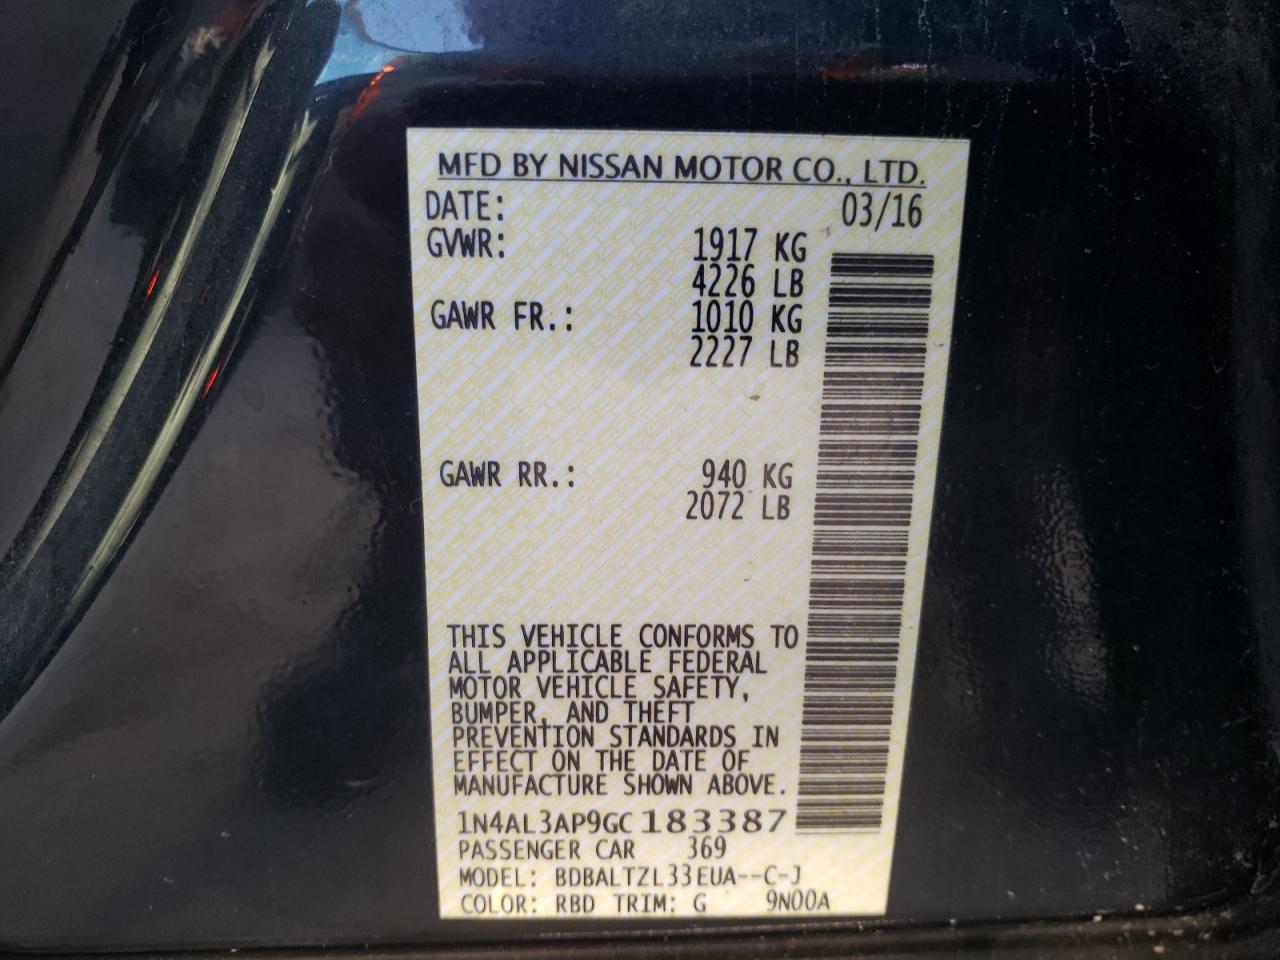 MFD BY NISSAN MOTOR CO., LTD.
DATE: 03/16
GVWR: 1917 KG
4226 LB
GAWR FR.: 1010 KG
2227 LB
GAWR RR.: 940 KG
2072 LB
THIS VEHICLE CONFORMS TO
ALL APPLICABLE FEDERAL
MOTOR VEHICLE SAFETY,
BUMPER, AND THEFT
PREVENTION STANDARDS IN
EFFECT ON THE DATE OF
MANUFACTURE SHOWN ABOVE.
1N4AL3AP9GC183387
PASSENGER CAR 369
MODEL: BDBALTZL33EUA--C-J
COLOR: RBD TRIM: G 9N00A